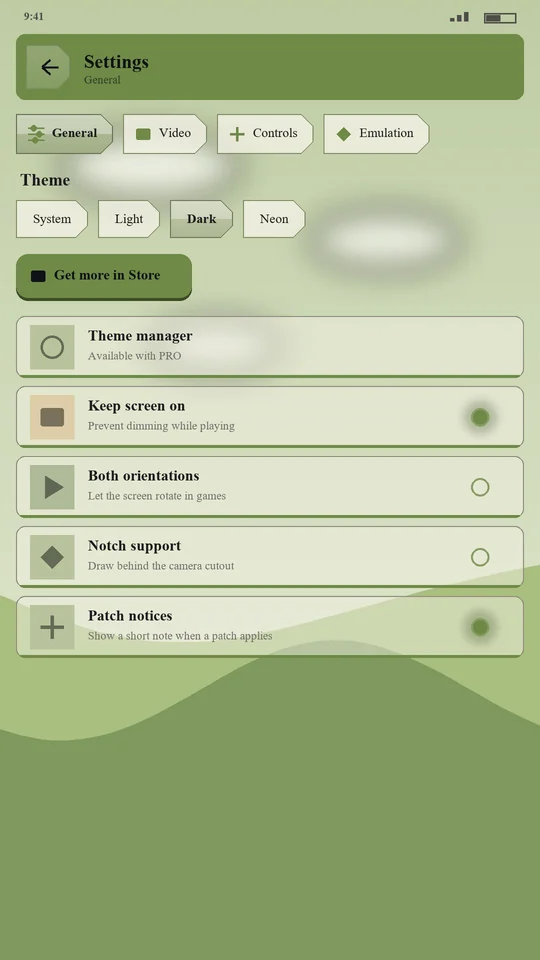 9:41
Settings
General
General
Video
Controls
Emulation
Theme
System
Light
Dark
Neon
Get more in Store
Theme manager
Available with PRO
Keep screen on
Prevent dimming while playing
Both orientations
Let the screen rotate in games
Notch support
Draw behind the camera cutout
Patch notices
Show a short note when a patch applies